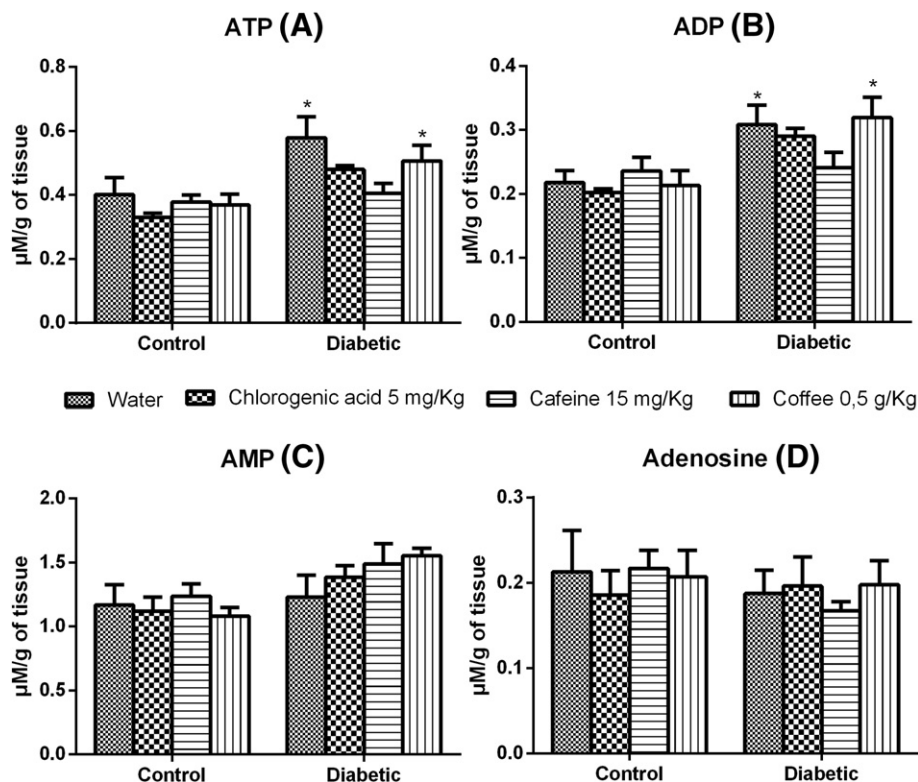 ATP (A)
µM/g of tissue
0.8
0.6
0.4
0.2
0.0
*
*
Control
Diabetic
ADP (B)
µM/g of tissue
0.4
0.3
0.2
0.1
0.0
*
*
Control
Diabetic
Water
Chlorogenic acid 5 mg/Kg
Cafeine 15 mg/Kg
Coffee 0,5 g/Kg
AMP (C)
µM/g of tissue
2.0
1.5
1.0
0.5
0.0
Control
Diabetic
Adenosine (D)
µM/g of tissue
0.3
0.2
0.1
0.0
Control
Diabetic